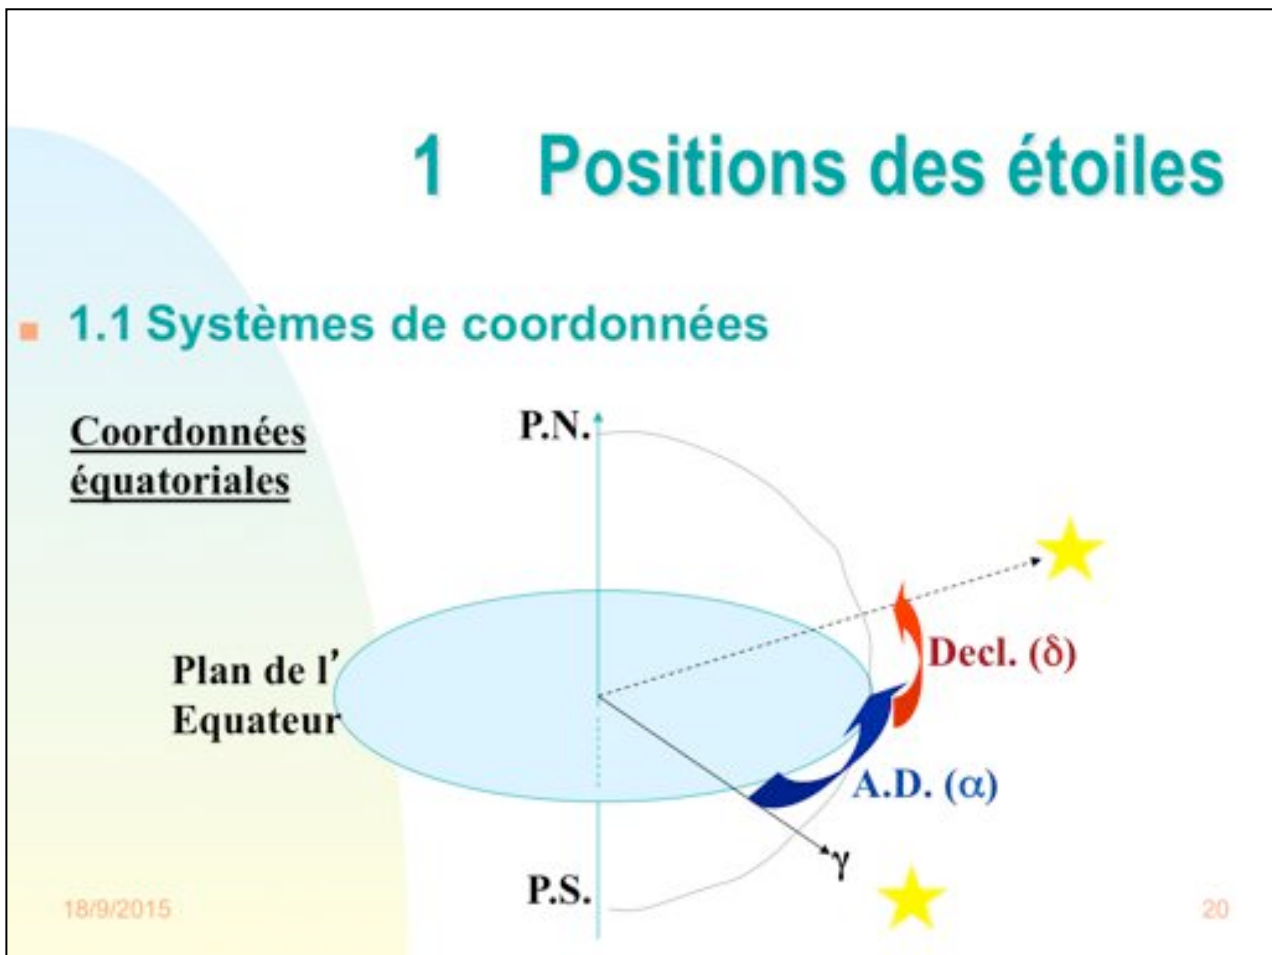 1 Positions des étoiles
1.1 Systèmes de coordonnées
Coordonnées
équatoriales
P.N.
Decl. (δ)
Plan de l’
Equateur
A.D. (α)
γ
P.S.
18/9/2015
20